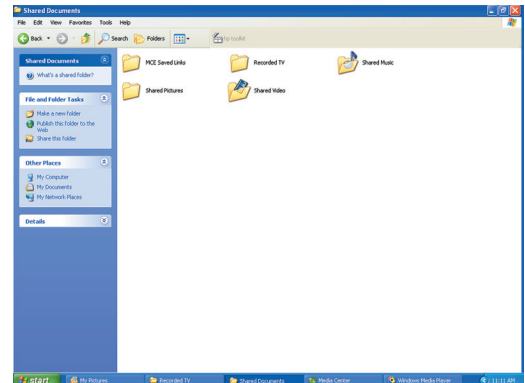 Shared Documents
File Edit View Favorites Tools Help
Back Search Folders hp toolkit
Shared Documents
What's a shared folder?
File and Folder Tasks
Make a new folder
Publish this folder to the
Web
Share this folder
Other Places
My Computer
My Documents
My Network Places
Details
MCE Saved Links Recorded TV Shared Music
Shared Pictures Shared Video
start My Pictures Recorded TV Shared Documents Media Center Windows Media Player 11:11 AM